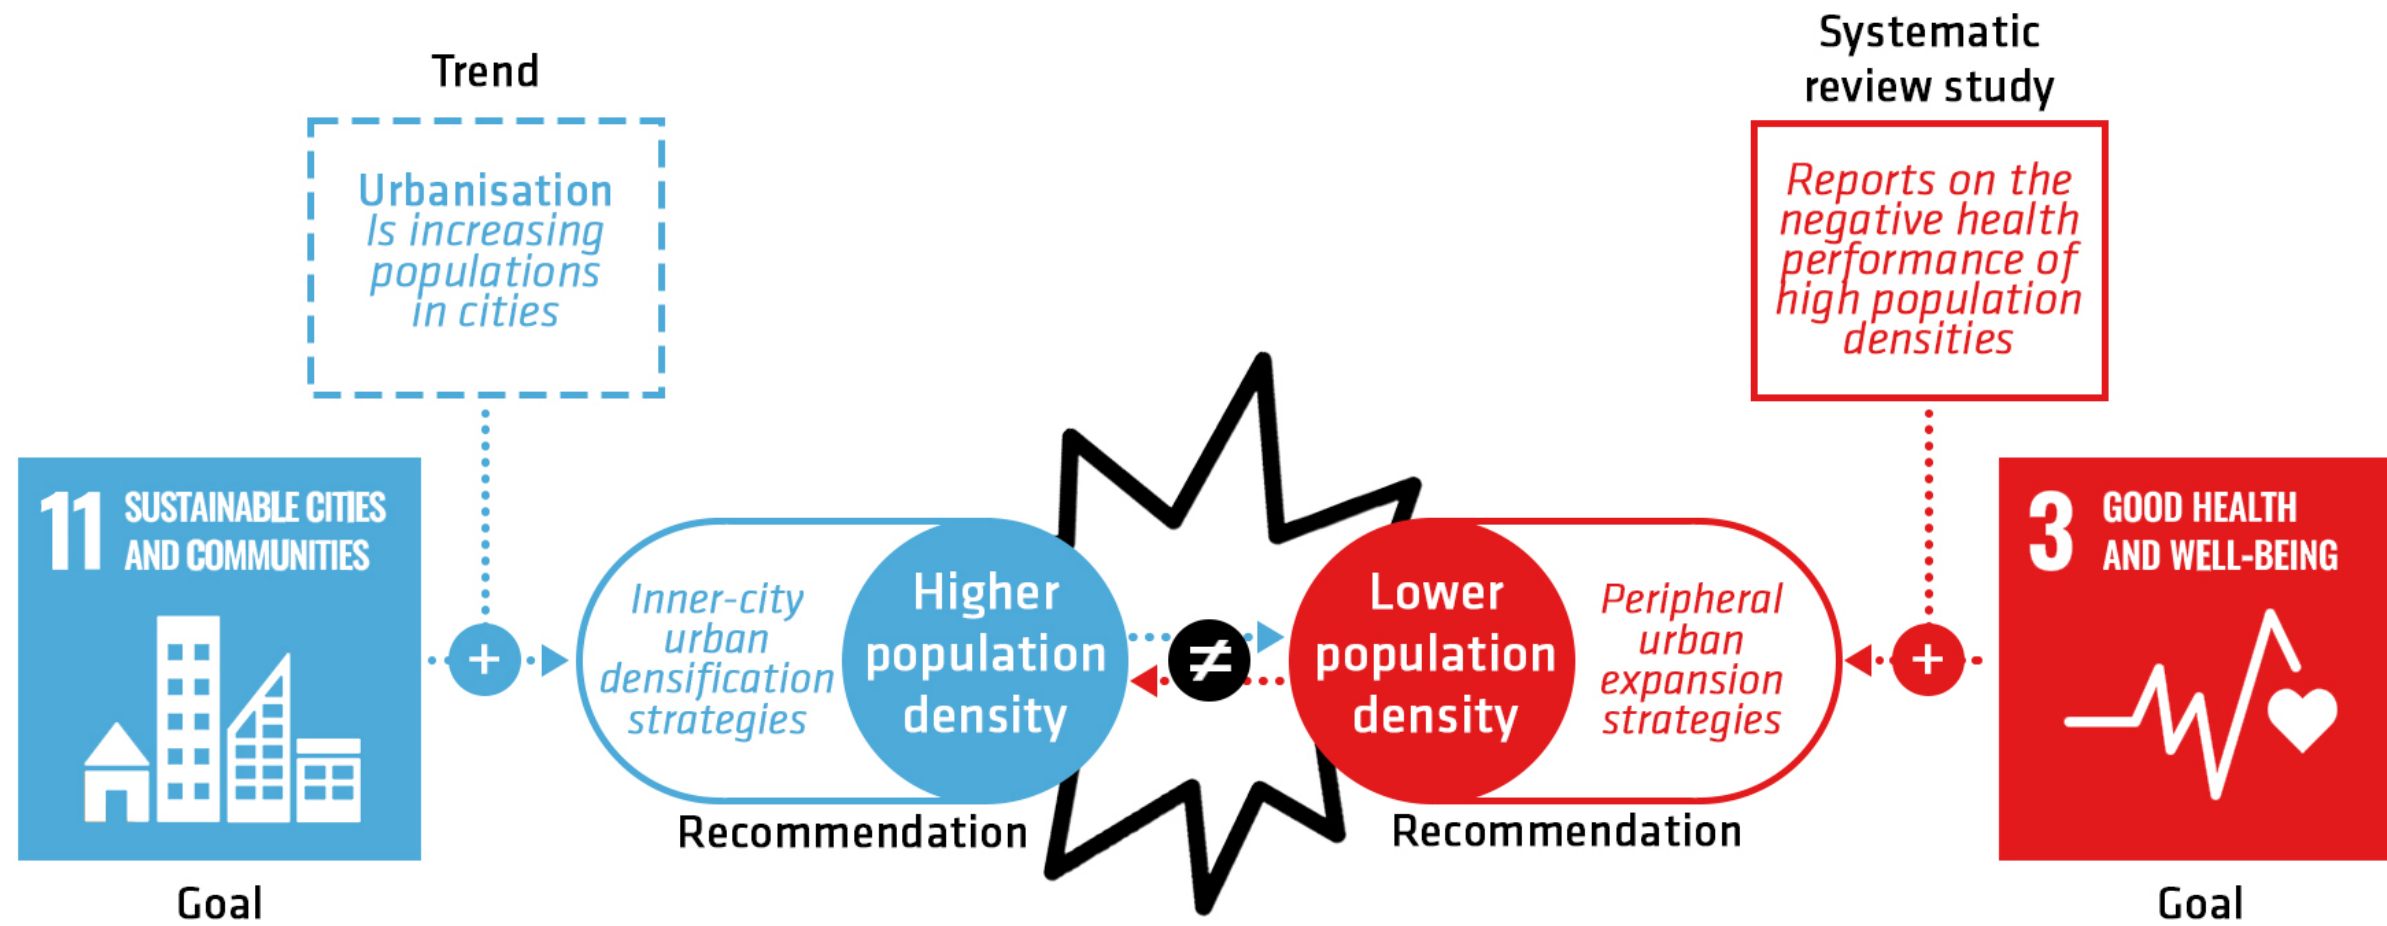 Trend
Urbanisation
Is increasing
populations
in cities
11 SUSTAINABLE CITIES
AND COMMUNITIES
Goal
+
Inner-city
urban
densification
strategies
Higher
population
density
Recommendation
≠
Lower
population
density
Peripheral
urban
expansion
strategies
Recommendation
+
Systematic
review study
Reports on the
negative health
performance of
high population
densities
3 GOOD HEALTH
AND WELL-BEING
Goal